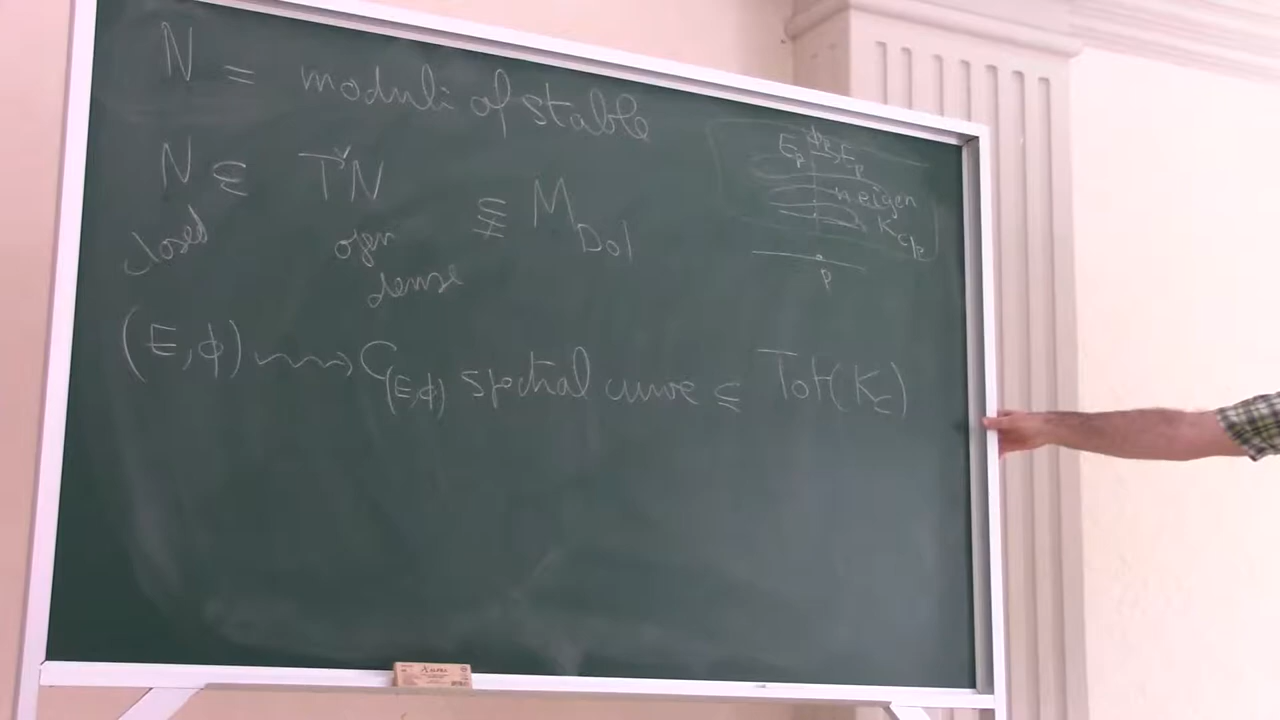 N = moduli of stable
N ⊆ T^∨N ⊊ M_Dol
closed open
dense
(E,ϕ) ⟿ C_(E,ϕ) spectral curve ⊆ Tot(K_C)
E_p → E_p
n eigen
K_C|p
p